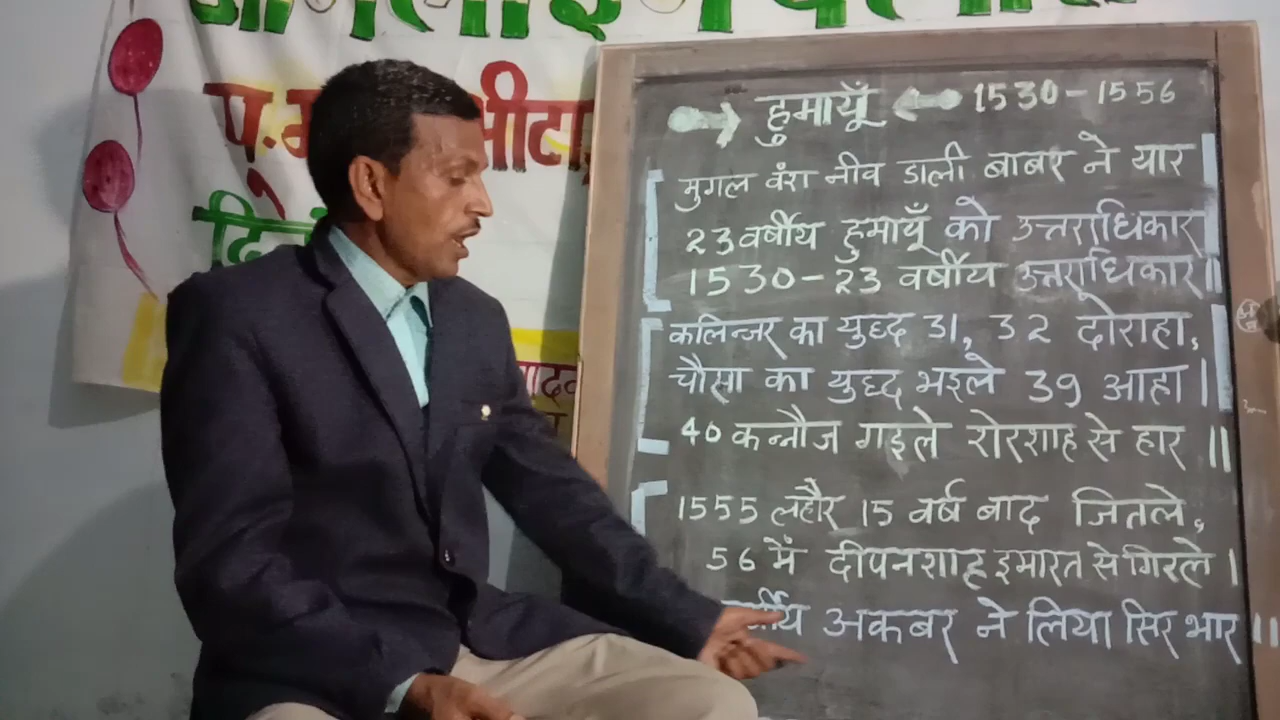 हुमायूँ 1530-1556
मुगल वंश नीव डाली बाबर ने यार
23 वर्षीय हुमायूँ को उत्तराधिकार
1530-23 वर्षीय उत्तराधिकार॥
कलिन्जर का युध्द 31, 32 दोराहा,
चौसा का युध्द भइले 39 आहा।
40 कन्नौज गइले शेरशाह से हार॥
1555 लहौर 15 वर्ष बाद जितले,
56 में दीपनशाह इमारत से गिरले।
अकबर ने लिया सिर भार॥